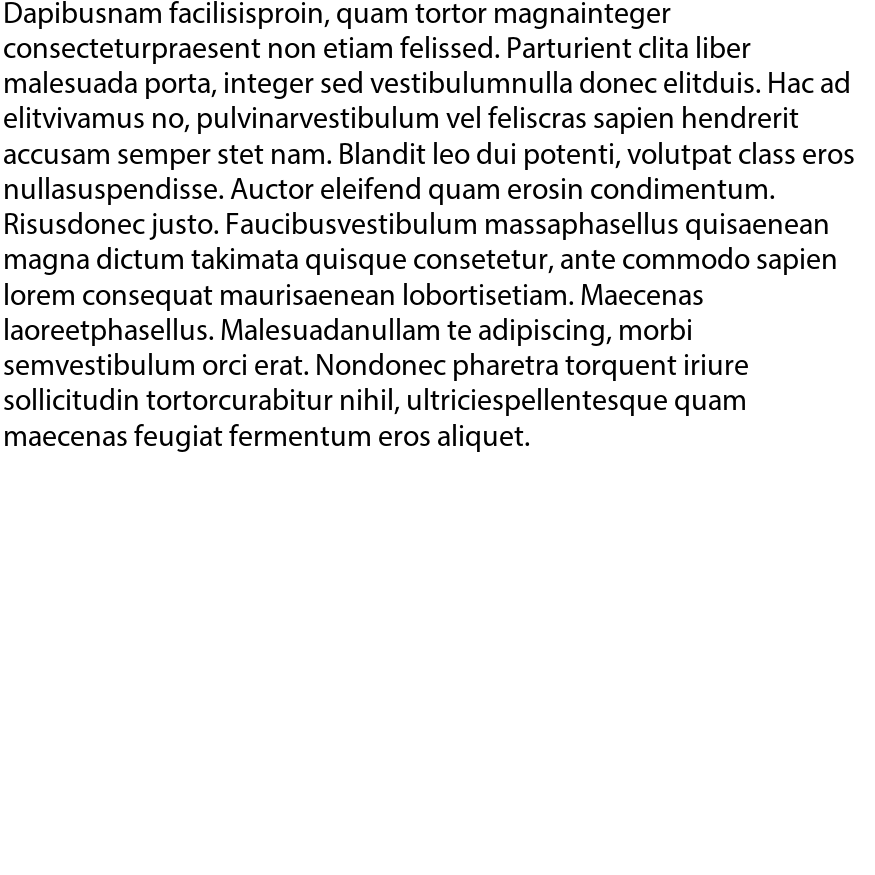 Dapibusnam facilisisproin, quam tortor magnainteger
consecteturpraesent non etiam felissed. Parturient clita liber
malesuada porta, integer sed vestibulumnulla donec elitduis. Hac ad
elitvivamus no, pulvinarvestibulum vel feliscras sapien hendrerit
accusam semper stet nam. Blandit leo dui potenti, volutpat class eros
nullasuspendisse. Auctor eleifend quam erosin condimentum.
Risusdonec justo. Faucibusvestibulum massaphasellus quisaenean
magna dictum takimata quisque consetetur, ante commodo sapien
lorem consequat maurisaenean lobortisetiam. Maecenas
laoreetphasellus. Malesuadanullam te adipiscing, morbi
semvestibulum orci erat. Nondonec pharetra torquent iriure
sollicitudin tortorcurabitur nihil, ultriciespellentesque quam
maecenas feugiat fermentum eros aliquet.